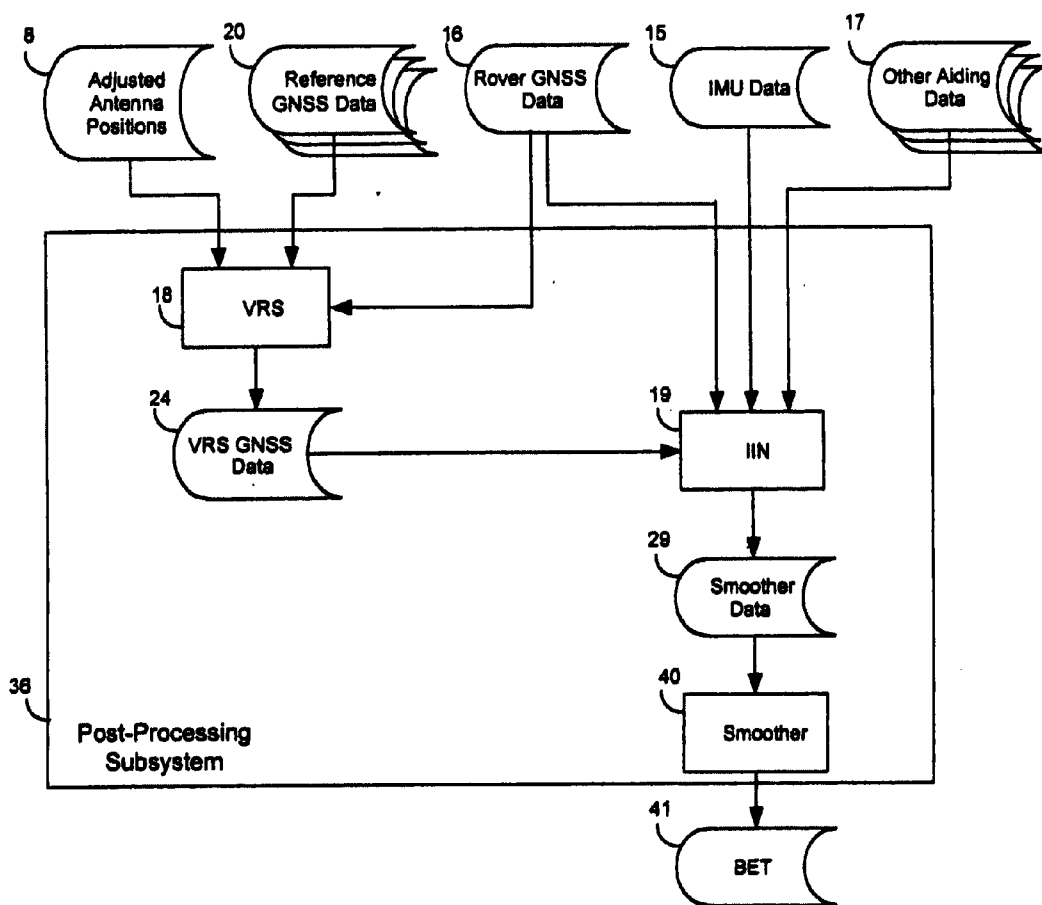 8
Adjusted
Antenna
Positions
20
Reference
GNSS Data
16
Rover GNSS
Data
15
IMU Data
17
Other Aiding
Data
18
VRS
24
VRS GNSS
Data
19
IIN
29
Smoother
Data
36
Post-Processing
Subsystem
40
Smoother
41
BET